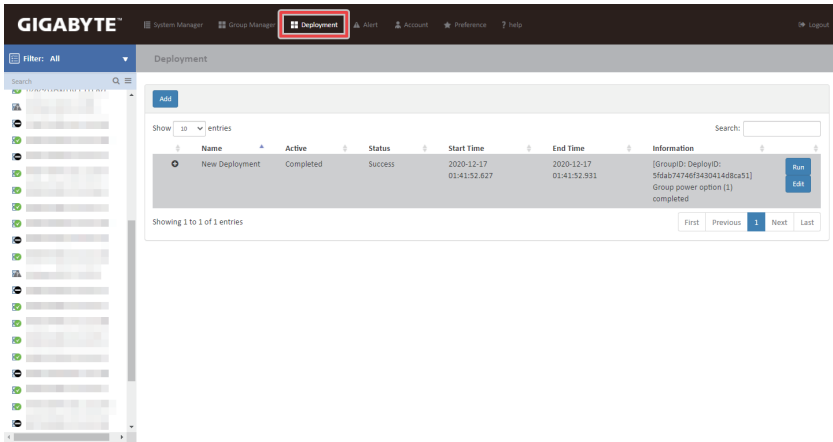 GIGABYTE™ System Manager Group Manager Deployment Alert Account Preference ? help Logout
Filter: All
Deployment
Search
Add
Show 10 entries Search:
Name Active Status Start Time End Time Information
New Deployment Completed Success 2020-12-17 01:41:52.627 2020-12-17 01:41:52.931 [GroupID: DeployID: 5fdab74746f3430414d8ca51] Group power option (1) completed Run Edit
Showing 1 to 1 of 1 entries First Previous 1 Next Last